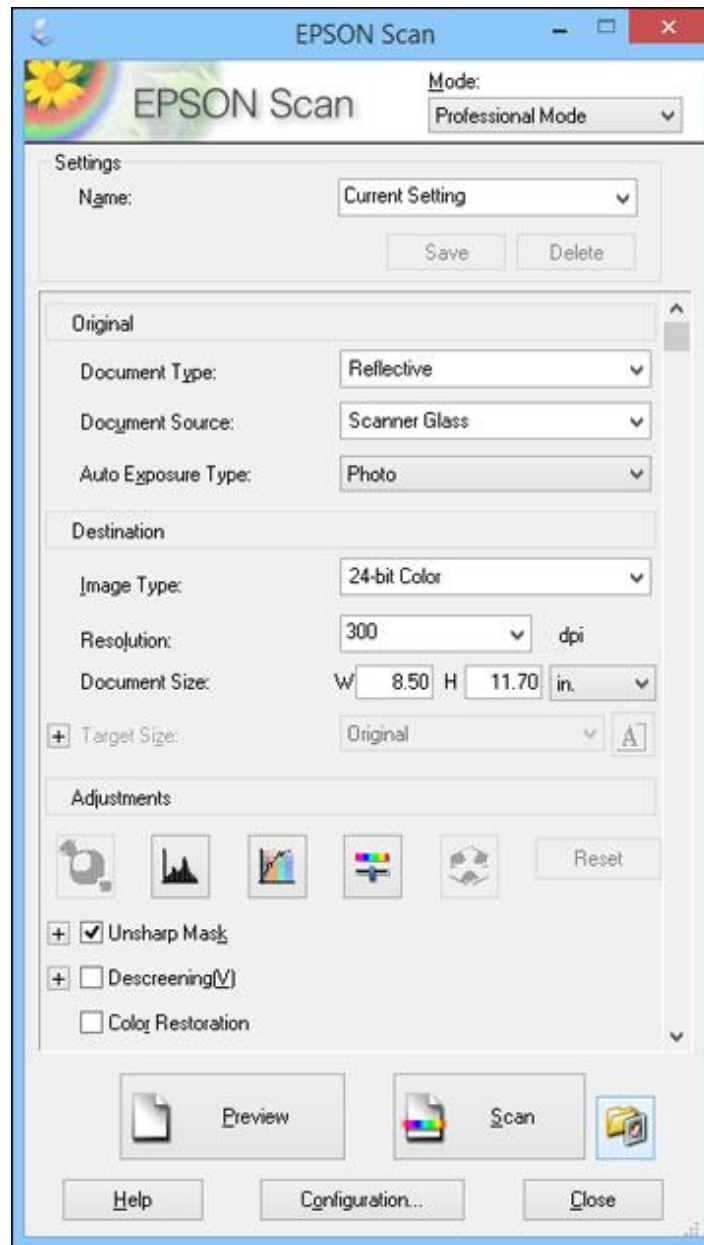 EPSON Scan
EPSON Scan
Mode:
Professional Mode
Settings
Name: Current Setting
Save Delete
Original
Document Type: Reflective
Document Source: Scanner Glass
Auto Exposure Type: Photo
Destination
Image Type: 24-bit Color
Resolution: 300 dpi
Document Size: W 8.50 H 11.70 in.
+ Target Size: Original A
Adjustments
Reset
+ Unsharp Mask
+ Descreening(V)
Color Restoration
Preview Scan
Help Configuration... Close